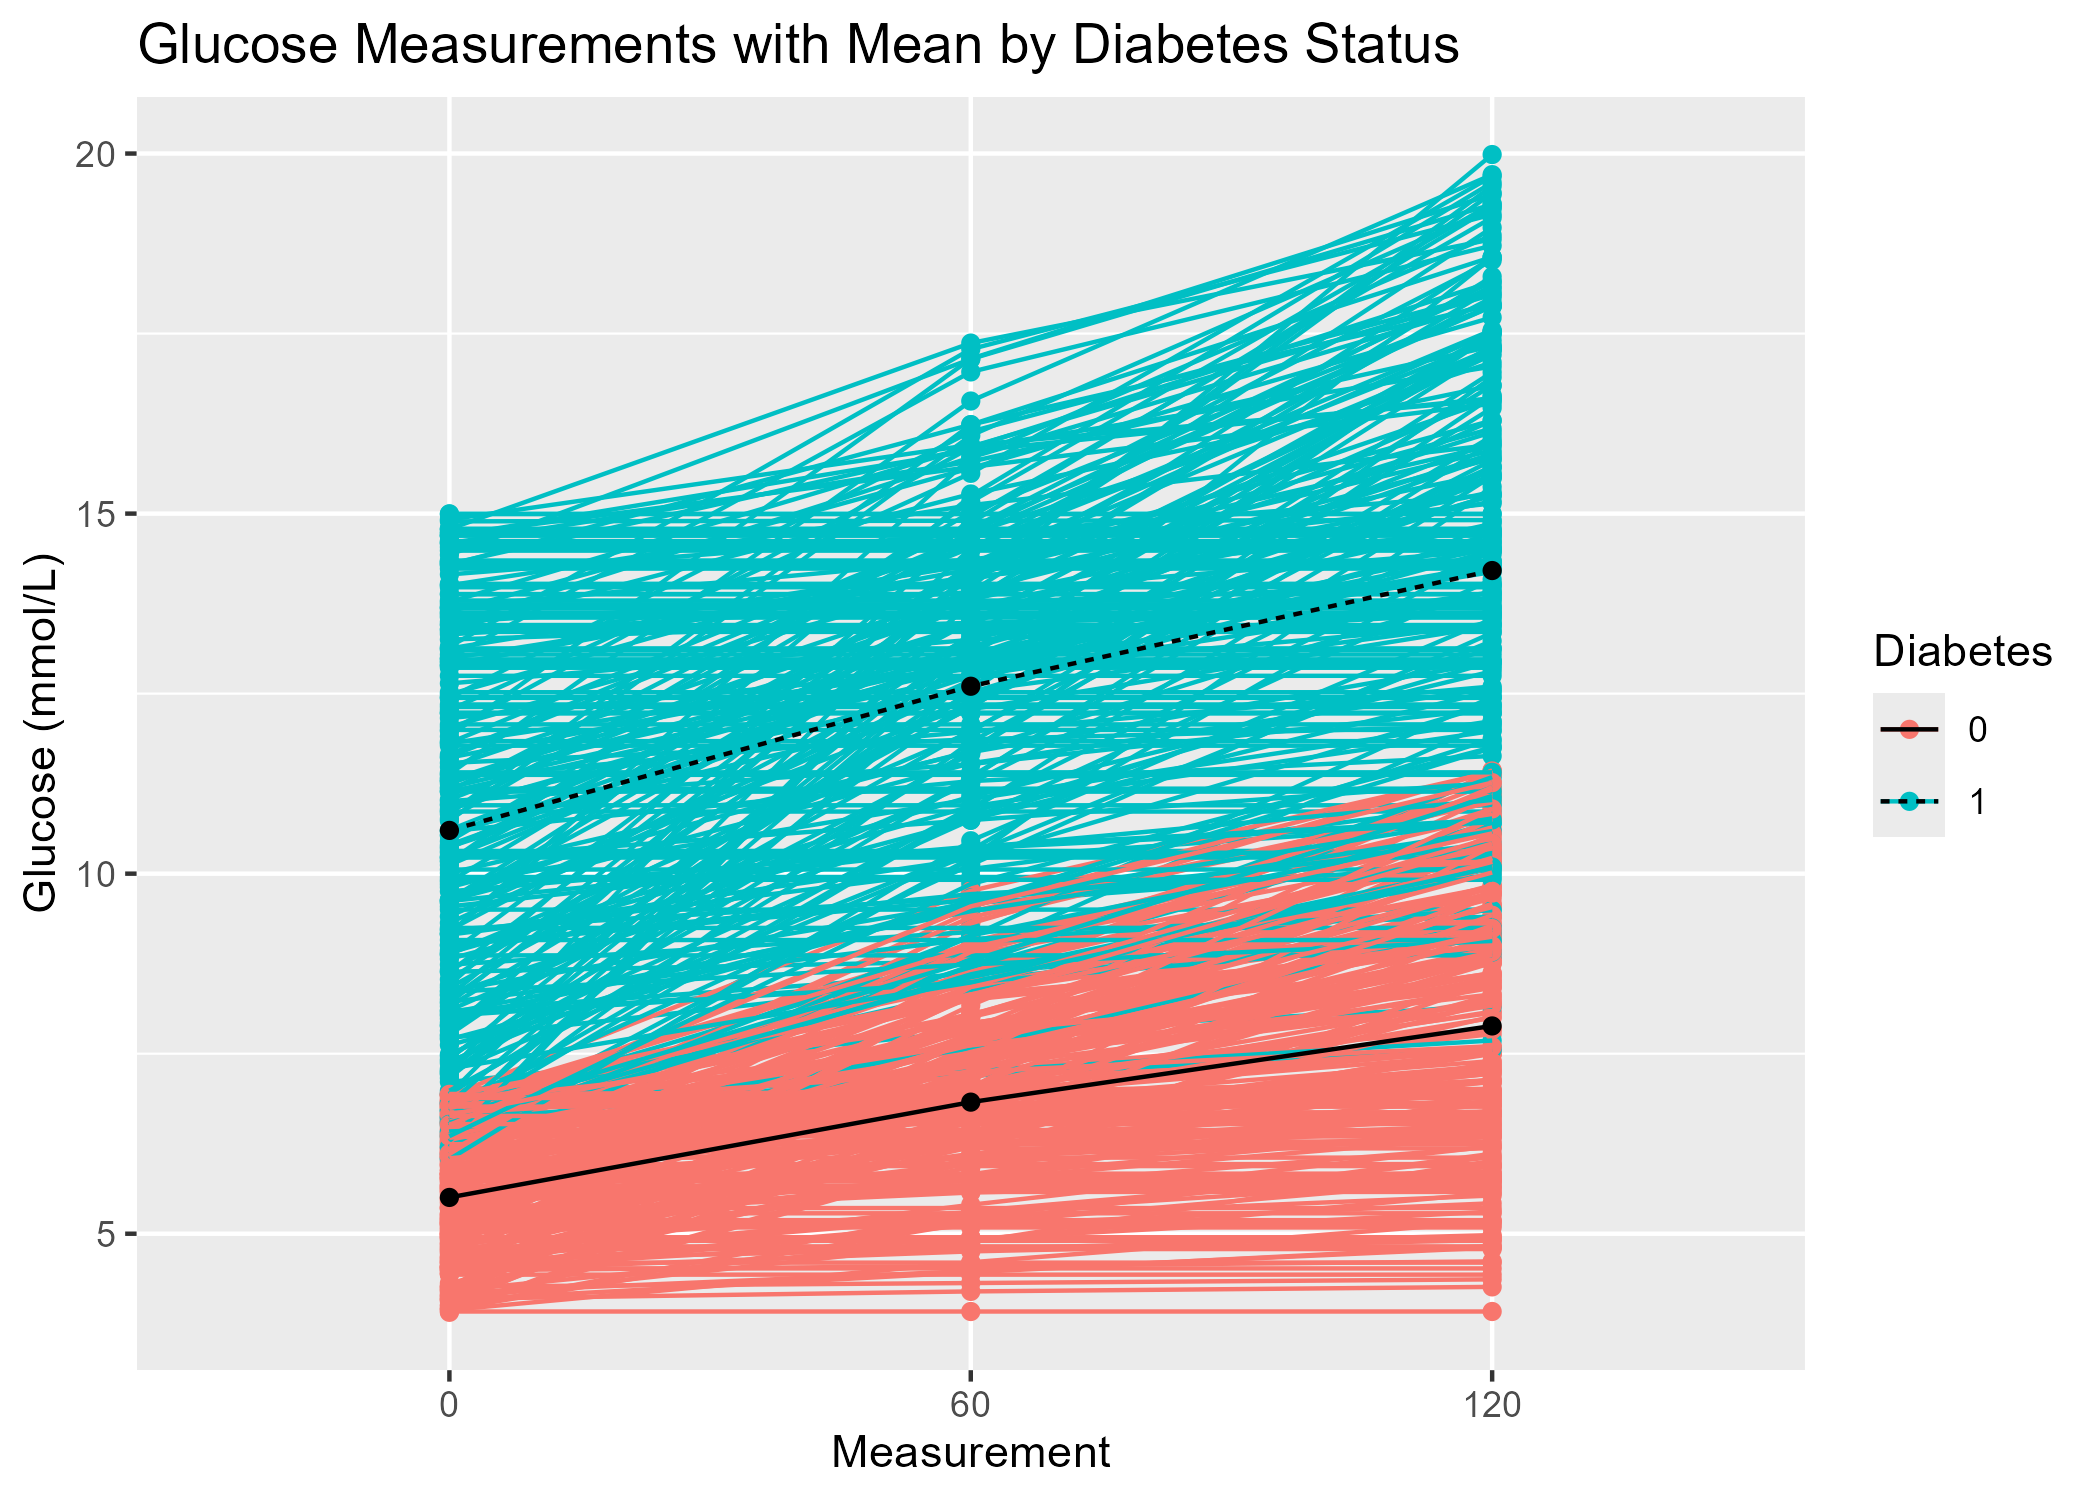 Glucose Measurements with Mean by Diabetes Status
20
15
10
5
Glucose (mmol/L)
0 60 120
Measurement
Diabetes
0
1